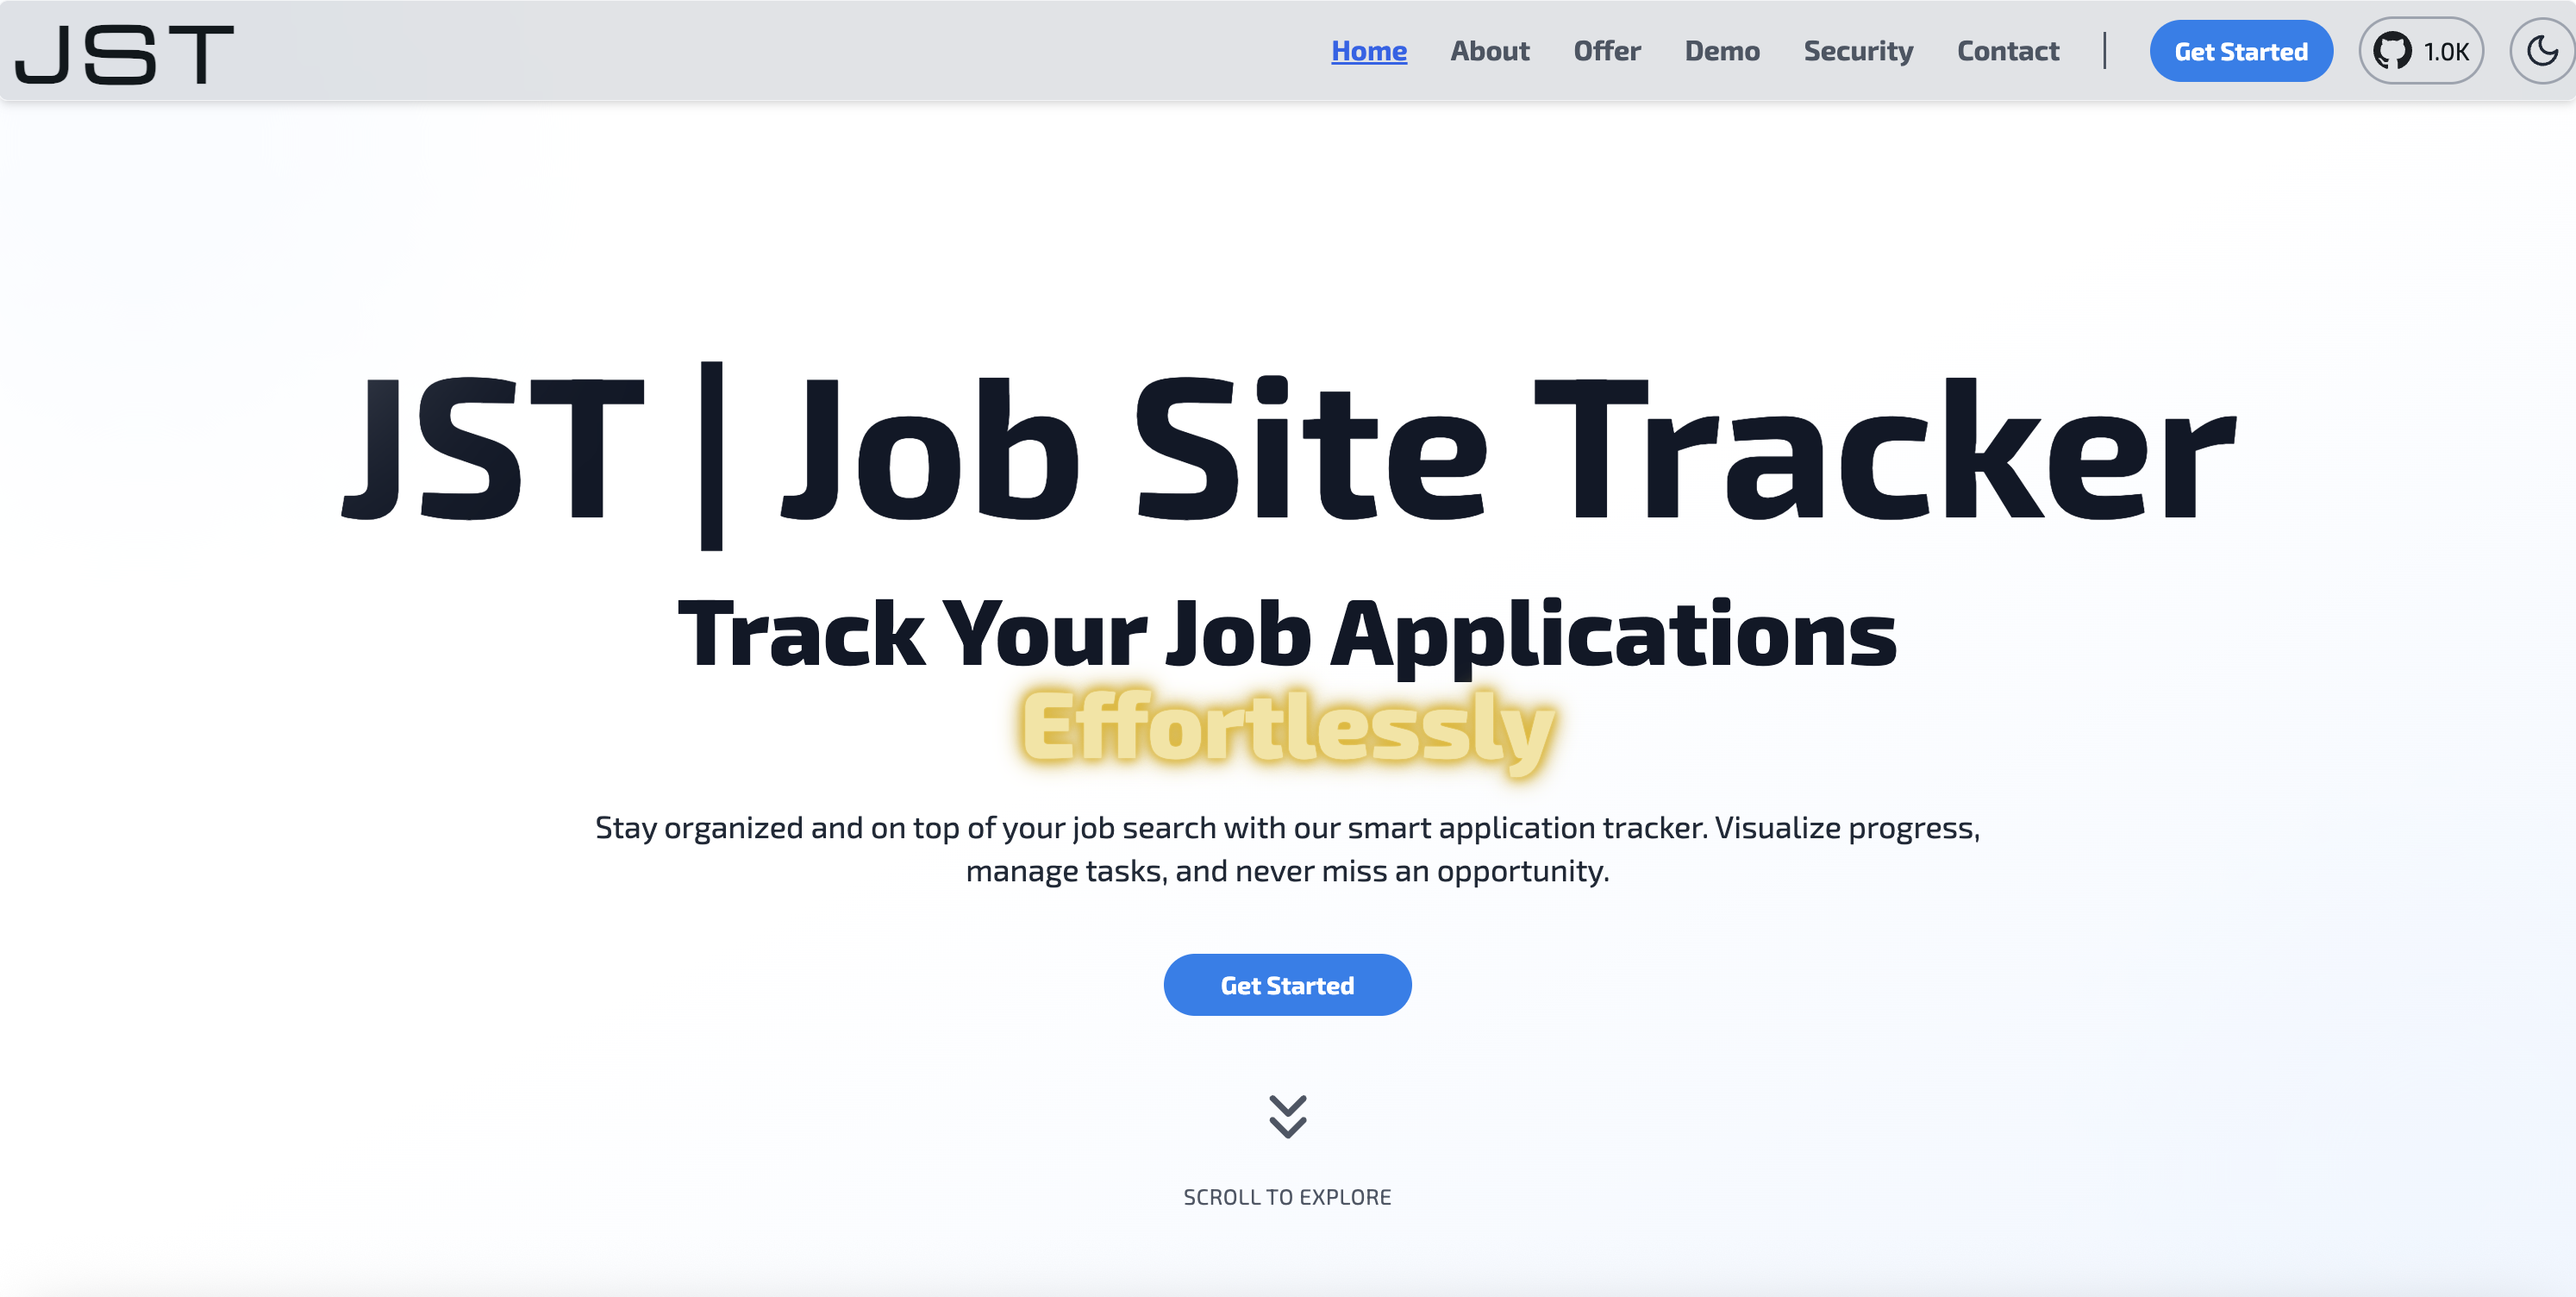 JST
Home About Offer Demo Security Contact | Get Started 1.0K
JST | Job Site Tracker
Track Your Job Applications
Effortlessly
Stay organized and on top of your job search with our smart application tracker. Visualize progress,
manage tasks, and never miss an opportunity.
Get Started
SCROLL TO EXPLORE